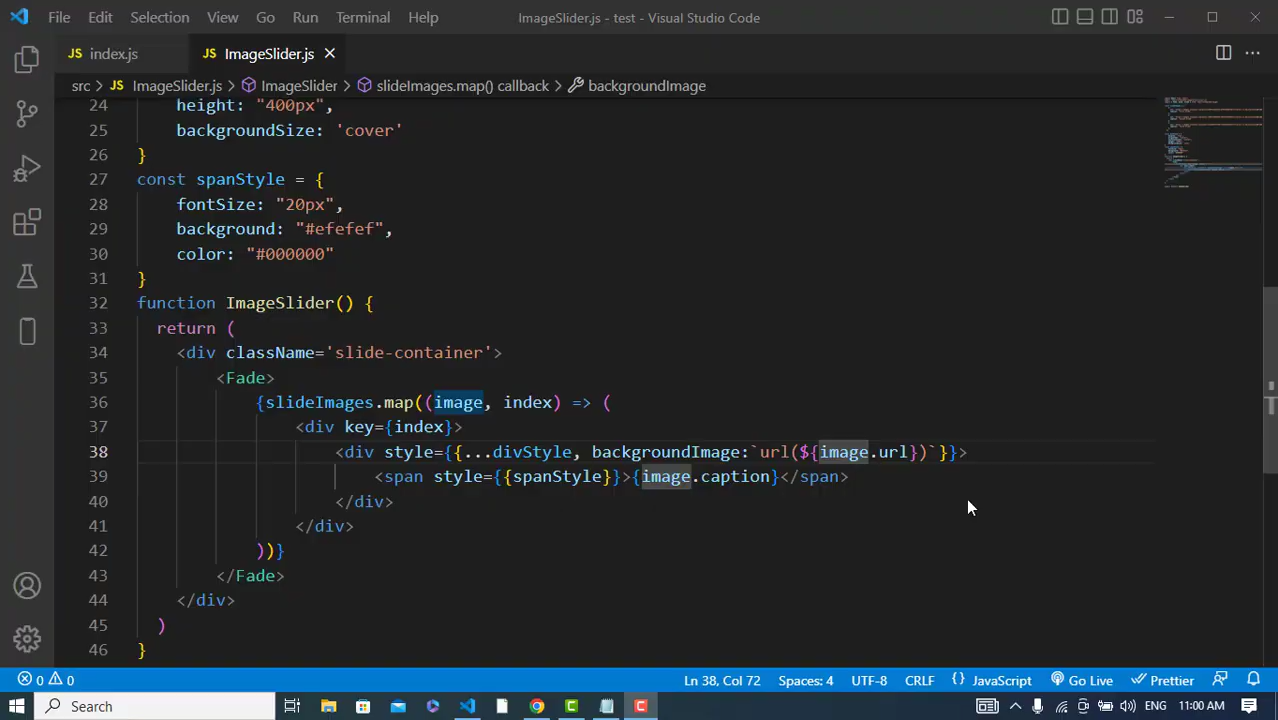 File Edit Selection View Go Run Terminal Help ImageSlider.js - test - Visual Studio Code
JS index.js JS ImageSlider.js
src > JS ImageSlider.js > ImageSlider > slideImages.map() callback > backgroundImage
24 height: "400px",
25 backgroundSize: 'cover'
26 }
27 const spanStyle = {
28 fontSize: "20px",
29 background: "#efefef",
30 color: "#000000"
31 }
32 function ImageSlider() {
33 return (
34 <div className='slide-container'>
35 <Fade>
36 {slideImages.map((image, index) => (
37 <div key={index}>
38 <div style={{...divStyle, backgroundImage:`url(${image.url})`}}>
39 <span style={{spanStyle}}>{image.caption}</span>
40 </div>
41 </div>
42 ))}
43 </Fade>
44 </div>
45 )
46 }
0 0 Ln 38, Col 72 Spaces: 4 UTF-8 CRLF {} JavaScript Go Live Prettier
Search ENG 11:00 AM